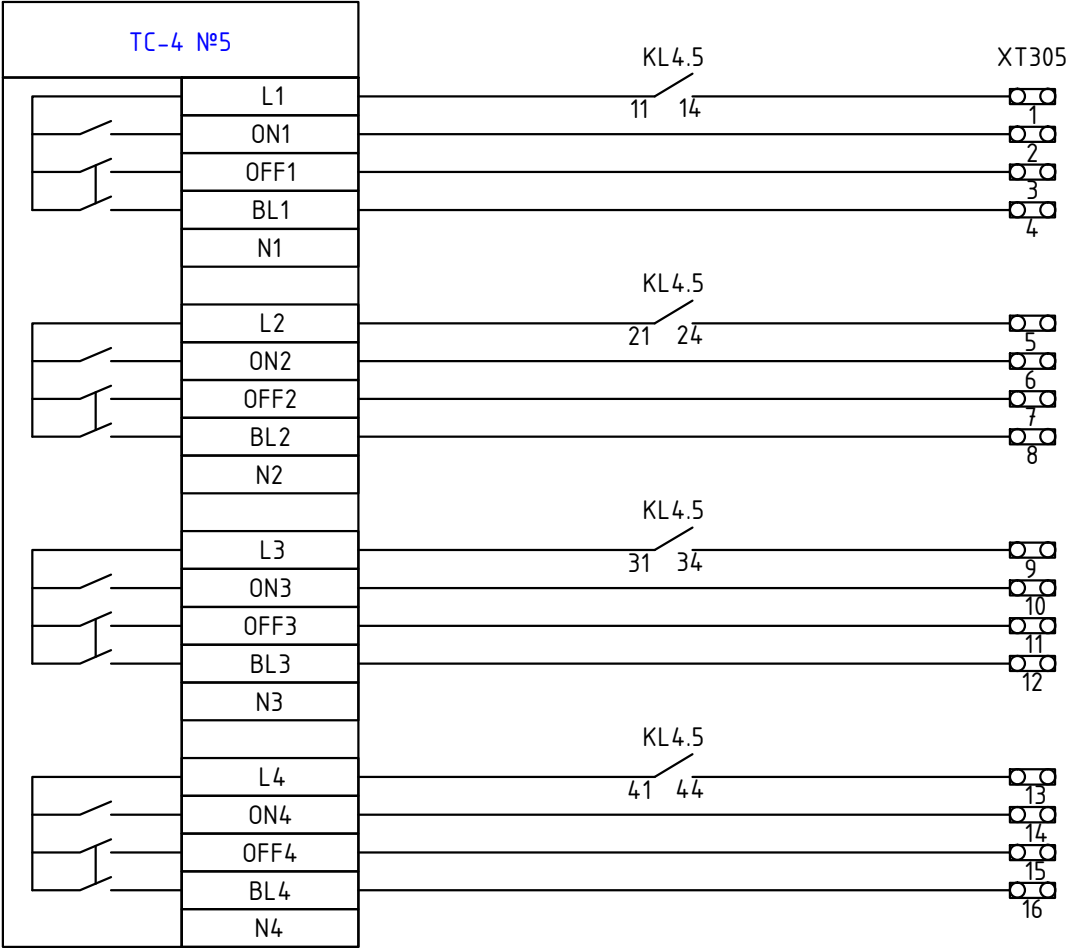 ТС-4 №5
KL4.5
XT305
L1
11 14
1
ON1
2
OFF1
3
BL1
4
N1
KL4.5
L2
21 24
5
ON2
6
OFF2
7
BL2
8
N2
KL4.5
L3
31 34
9
ON3
10
OFF3
11
BL3
12
N3
KL4.5
L4
41 44
13
ON4
14
OFF4
15
BL4
16
N4